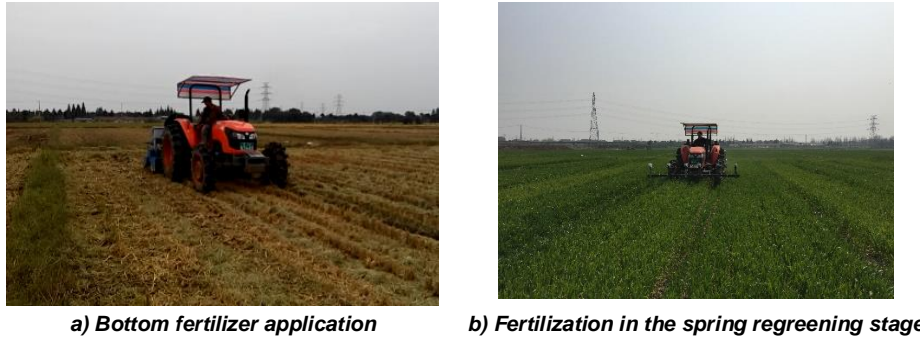 a) Bottom fertilizer application
b) Fertilization in the spring regreening stage